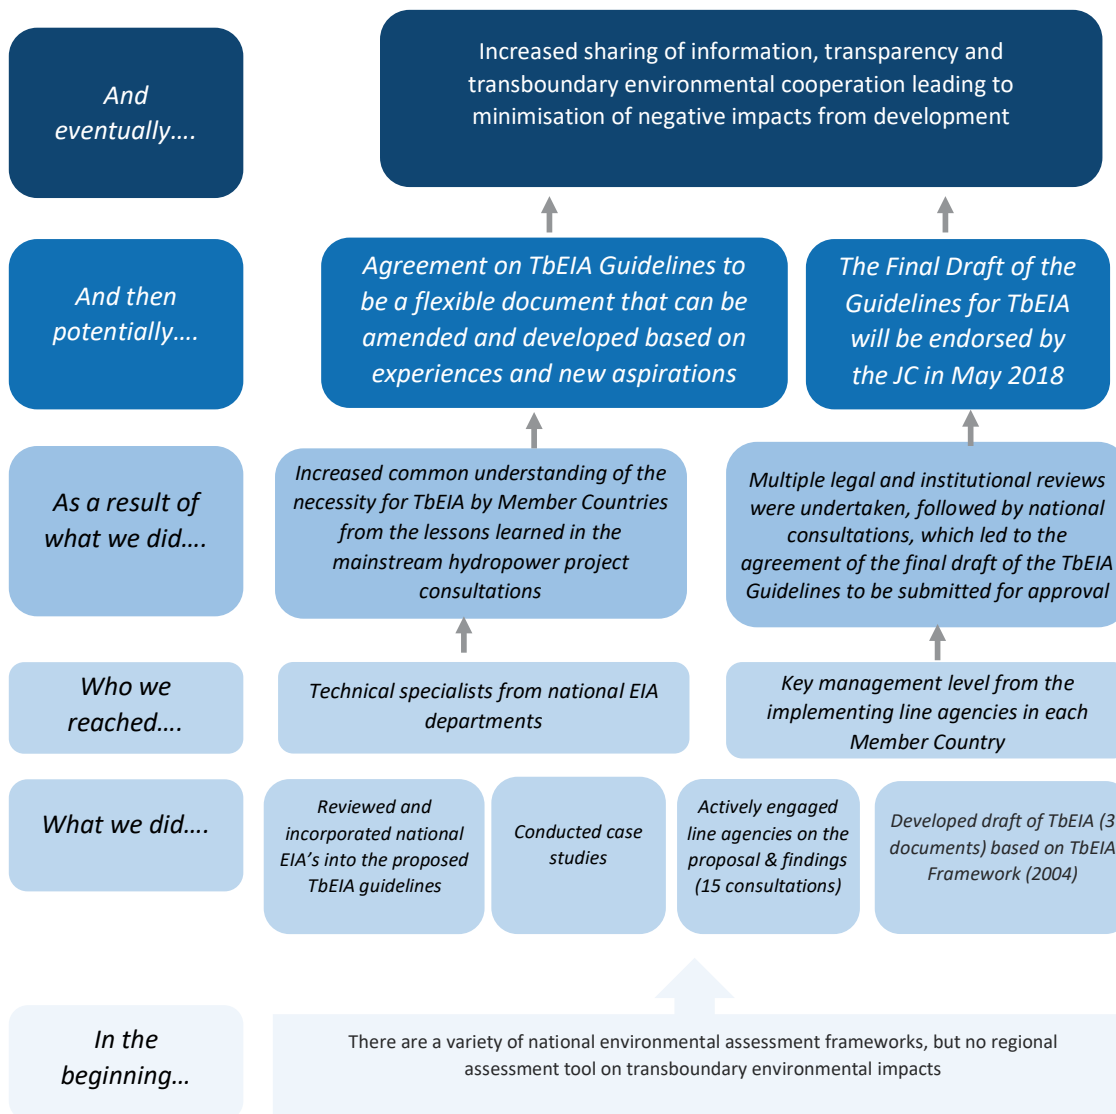 And
eventually….
Increased sharing of information, transparency and
transboundary environmental cooperation leading to
minimisation of negative impacts from development
And then
potentially….
Agreement on TbEIA Guidelines to
be a flexible document that can be
amended and developed based on
experiences and new aspirations
The Final Draft of the
Guidelines for TbEIA
will be endorsed by
the JC in May 2018
As a result of
what we did….
Increased common understanding of the
necessity for TbEIA by Member Countries
from the lessons learned in the
mainstream hydropower project
consultations
Multiple legal and institutional reviews
were undertaken, followed by national
consultations, which led to the
agreement of the final draft of the TbEIA
Guidelines to be submitted for approval
Who we
reached….
Technical specialists from national EIA
departments
Key management level from the
implementing line agencies in each
Member Country
What we did….
Reviewed and
incorporated national
EIA's into the proposed
TbEIA guidelines
Conducted case
studies
Actively engaged
line agencies on the
proposal & findings
(15 consultations)
Developed draft of TbEIA (3
documents) based on TbEIA
Framework (2004)
In the
beginning…
There are a variety of national environmental assessment frameworks, but no regional
assessment tool on transboundary environmental impacts